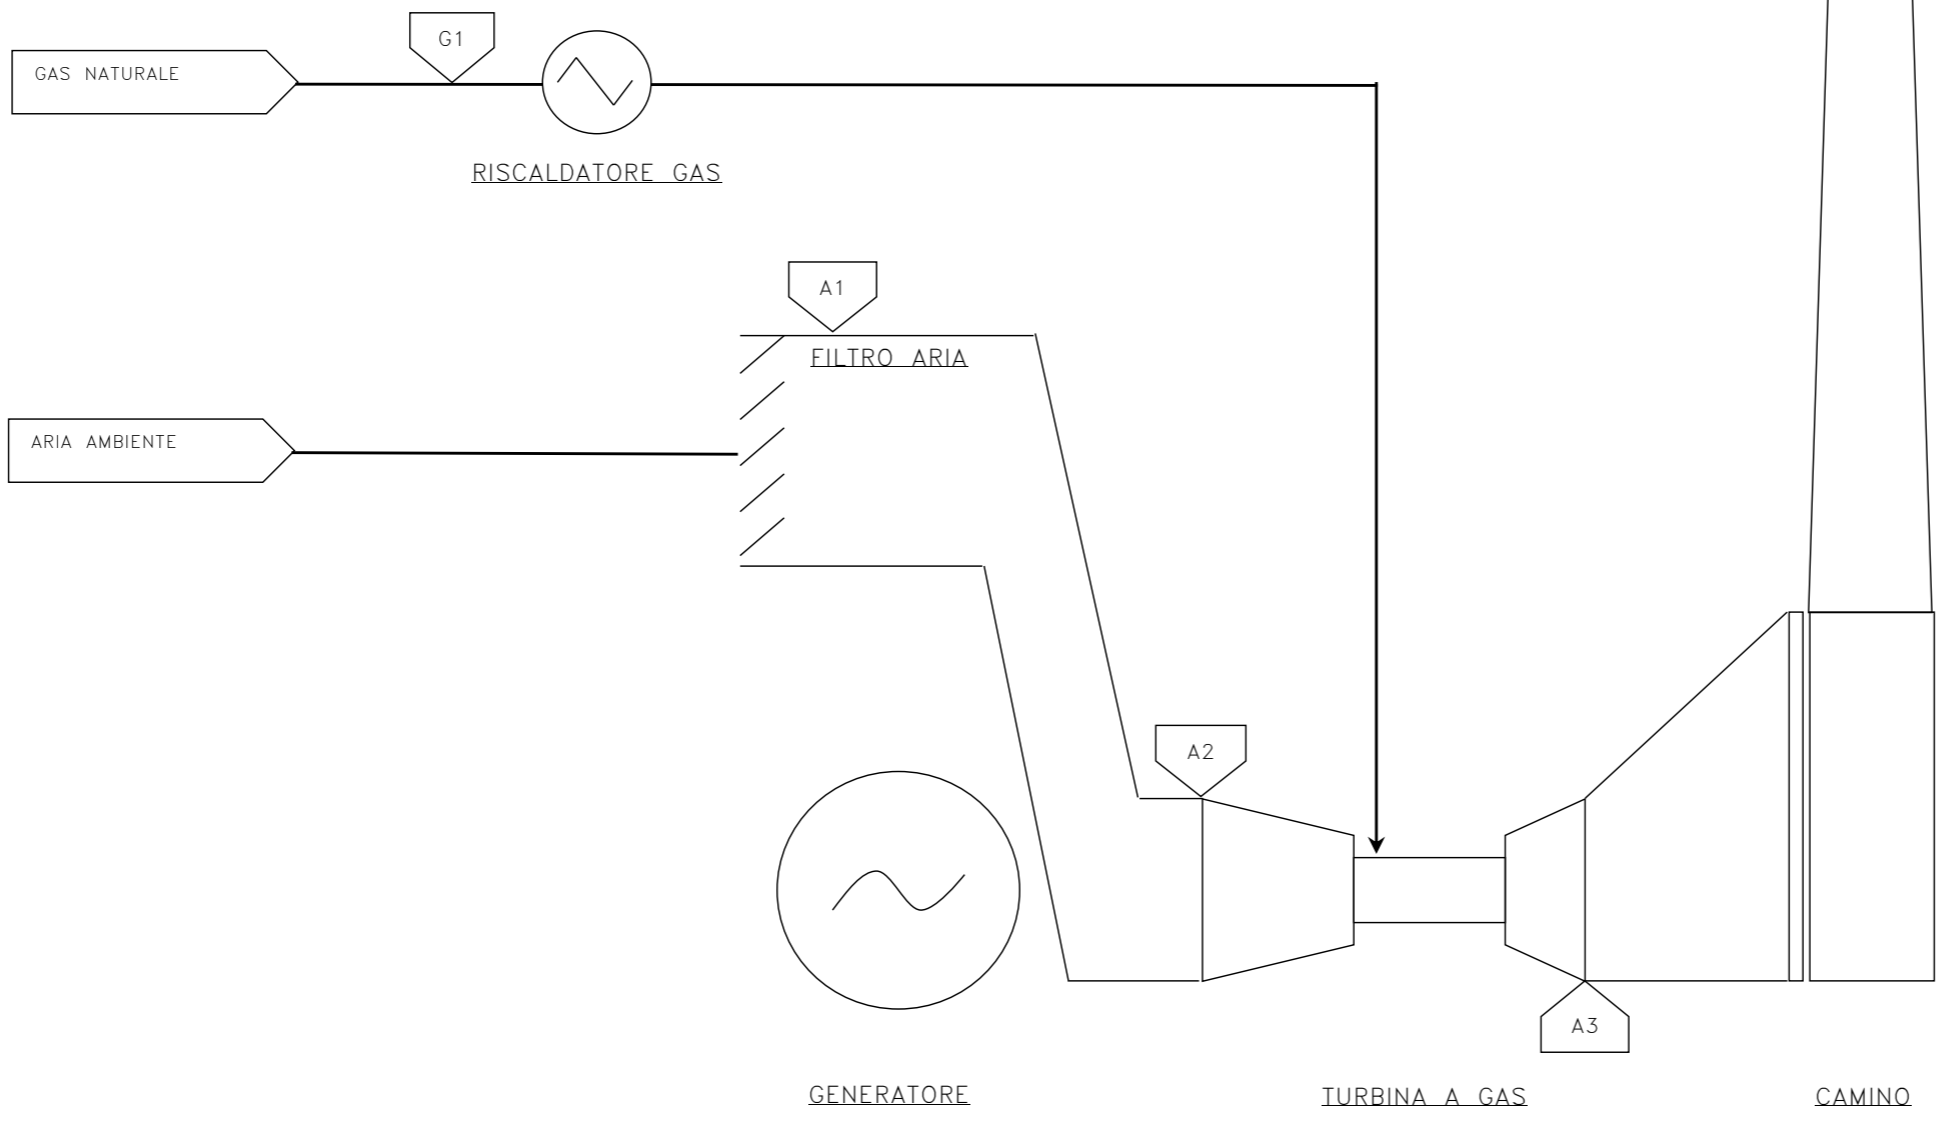 G1
GAS NATURALE
RISCALDATORE GAS
A1
FILTRO ARIA
ARIA AMBIENTE
A2
A3
GENERATORE
TURBINA A GAS
CAMINO